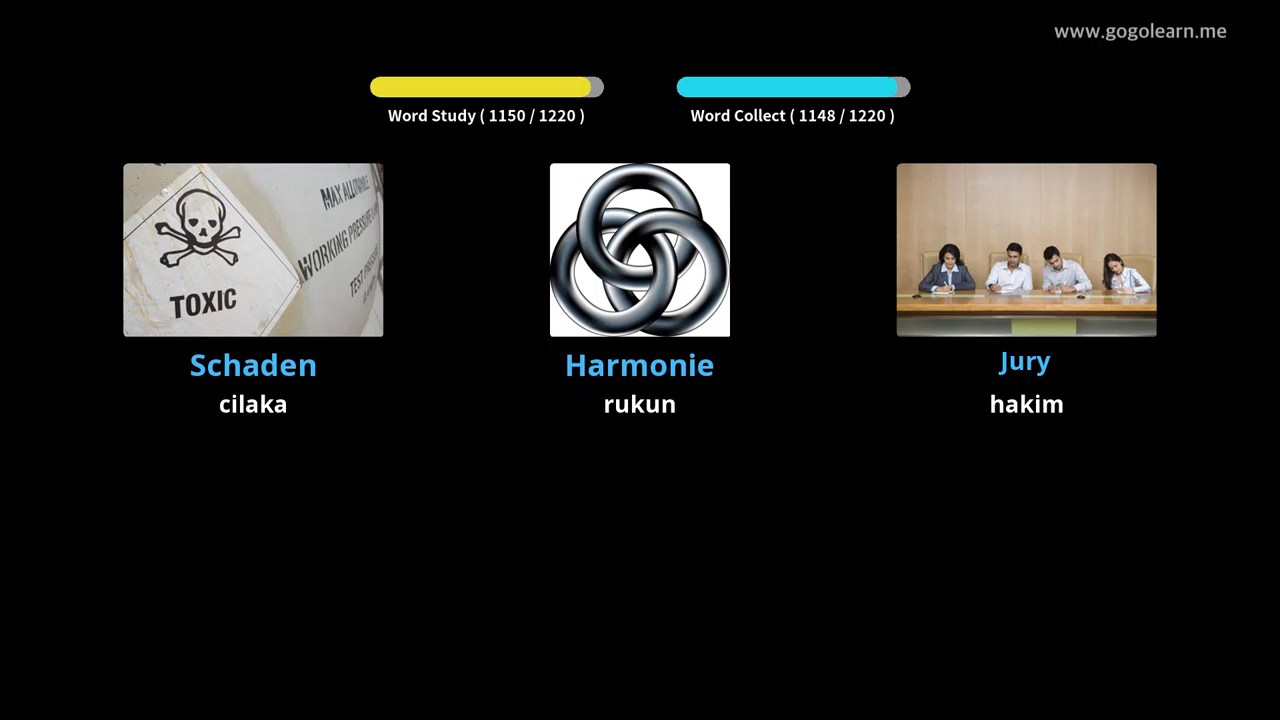 www.gogolearn.me
Word Study ( 1150 / 1220 )
Word Collect ( 1148 / 1220 )
MAX ALLOWABLE
WORKING PRESSURE
TOXIC
Schaden
Harmonie
Jury
cilaka
rukun
hakim